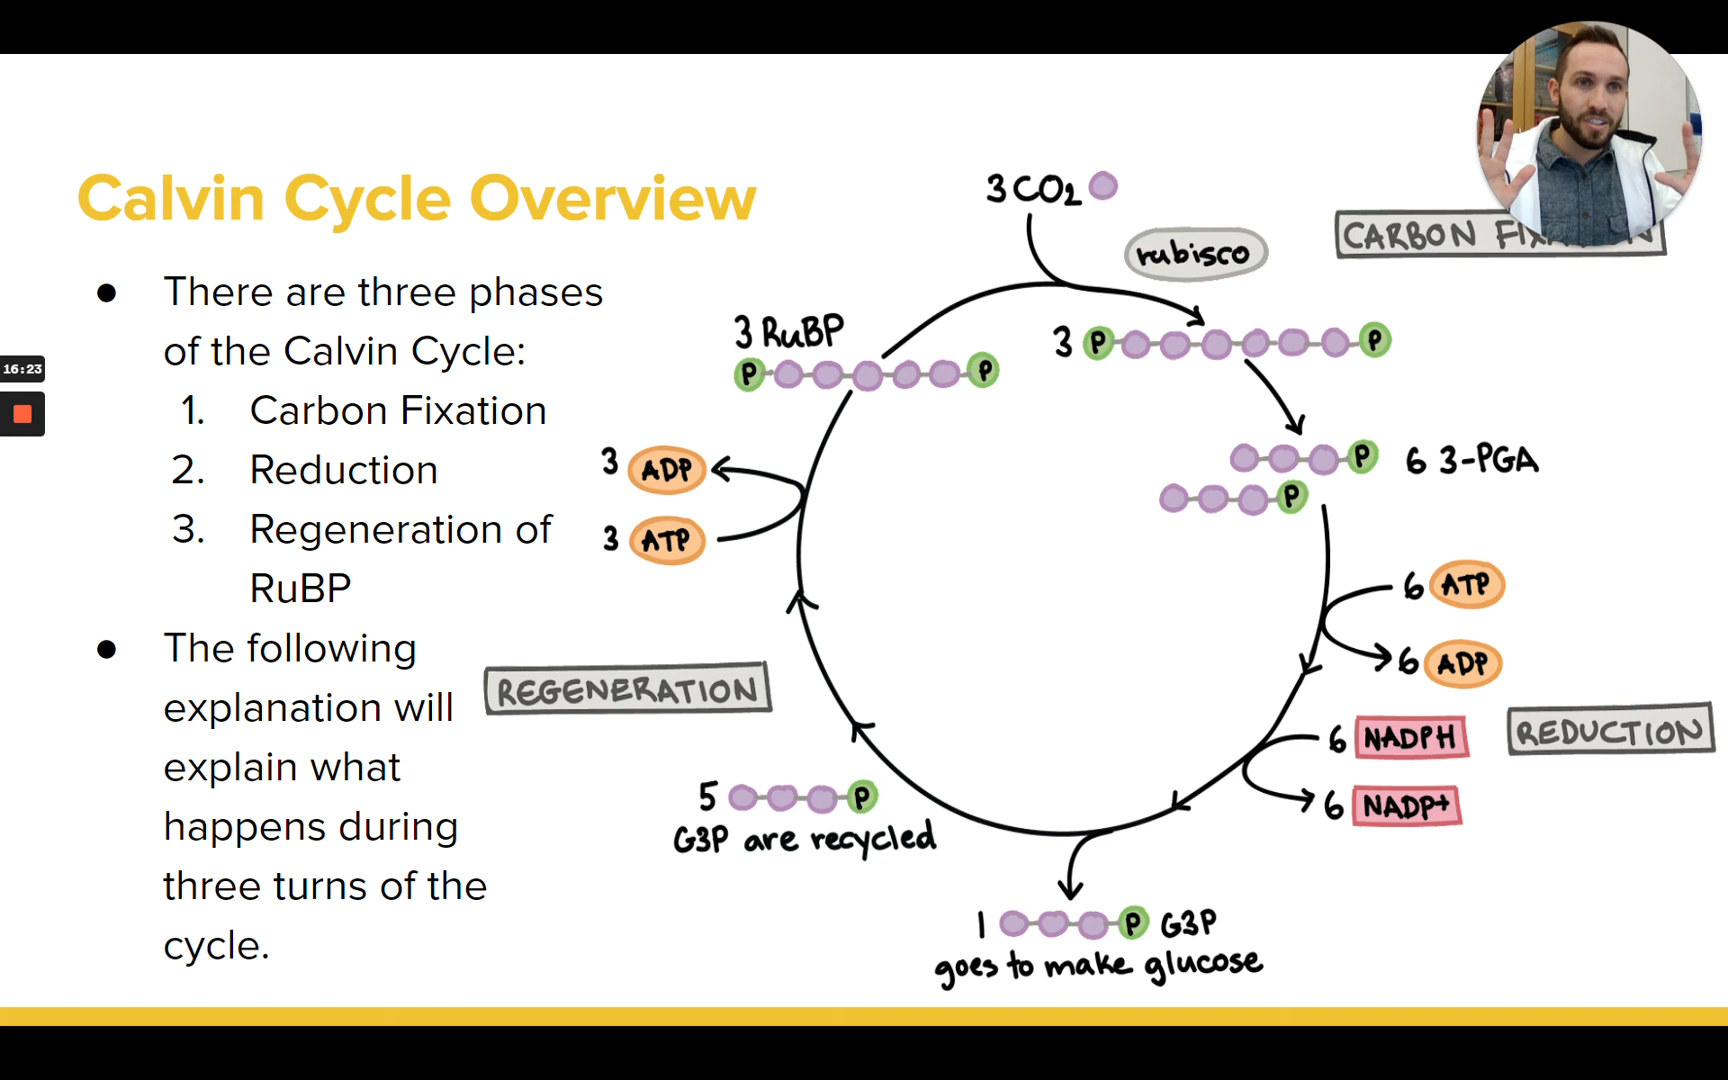 Calvin Cycle Overview
● There are three phases
of the Calvin Cycle:
1. Carbon Fixation
2. Reduction
3. Regeneration of
RuBP
● The following
explanation will
explain what
happens during
three turns of the
cycle.
16:23
3 CO2
rubisco
CARBON
3 RuBP
P P
3 P P
P 6 3-PGA
P
3 ADP
3 ATP
6 ATP
6 ADP
REGENERATION
6 NADPH
REDUCTION
6 NADP+
5 P
G3P are recycled
1 P G3P
goes to make glucose